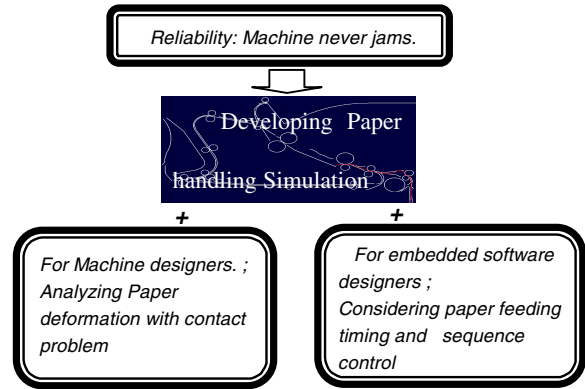 Reliability: Machine never jams.
Developing Paper
handling Simulation
+
+
For Machine designers. ;
Analyzing Paper
deformation with contact
problem
For embedded software
designers ;
Considering paper feeding
timing and sequence
control